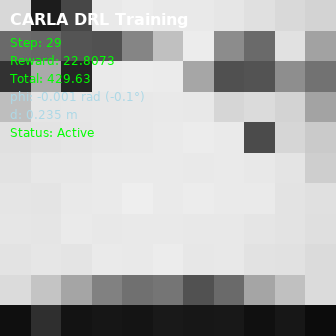 CARLA DRL Training
Step: 29
Reward: 22.8073
Total: 429.63
phi: -0.001 rad (-0.1°)
d: 0.235 m
Status: Active